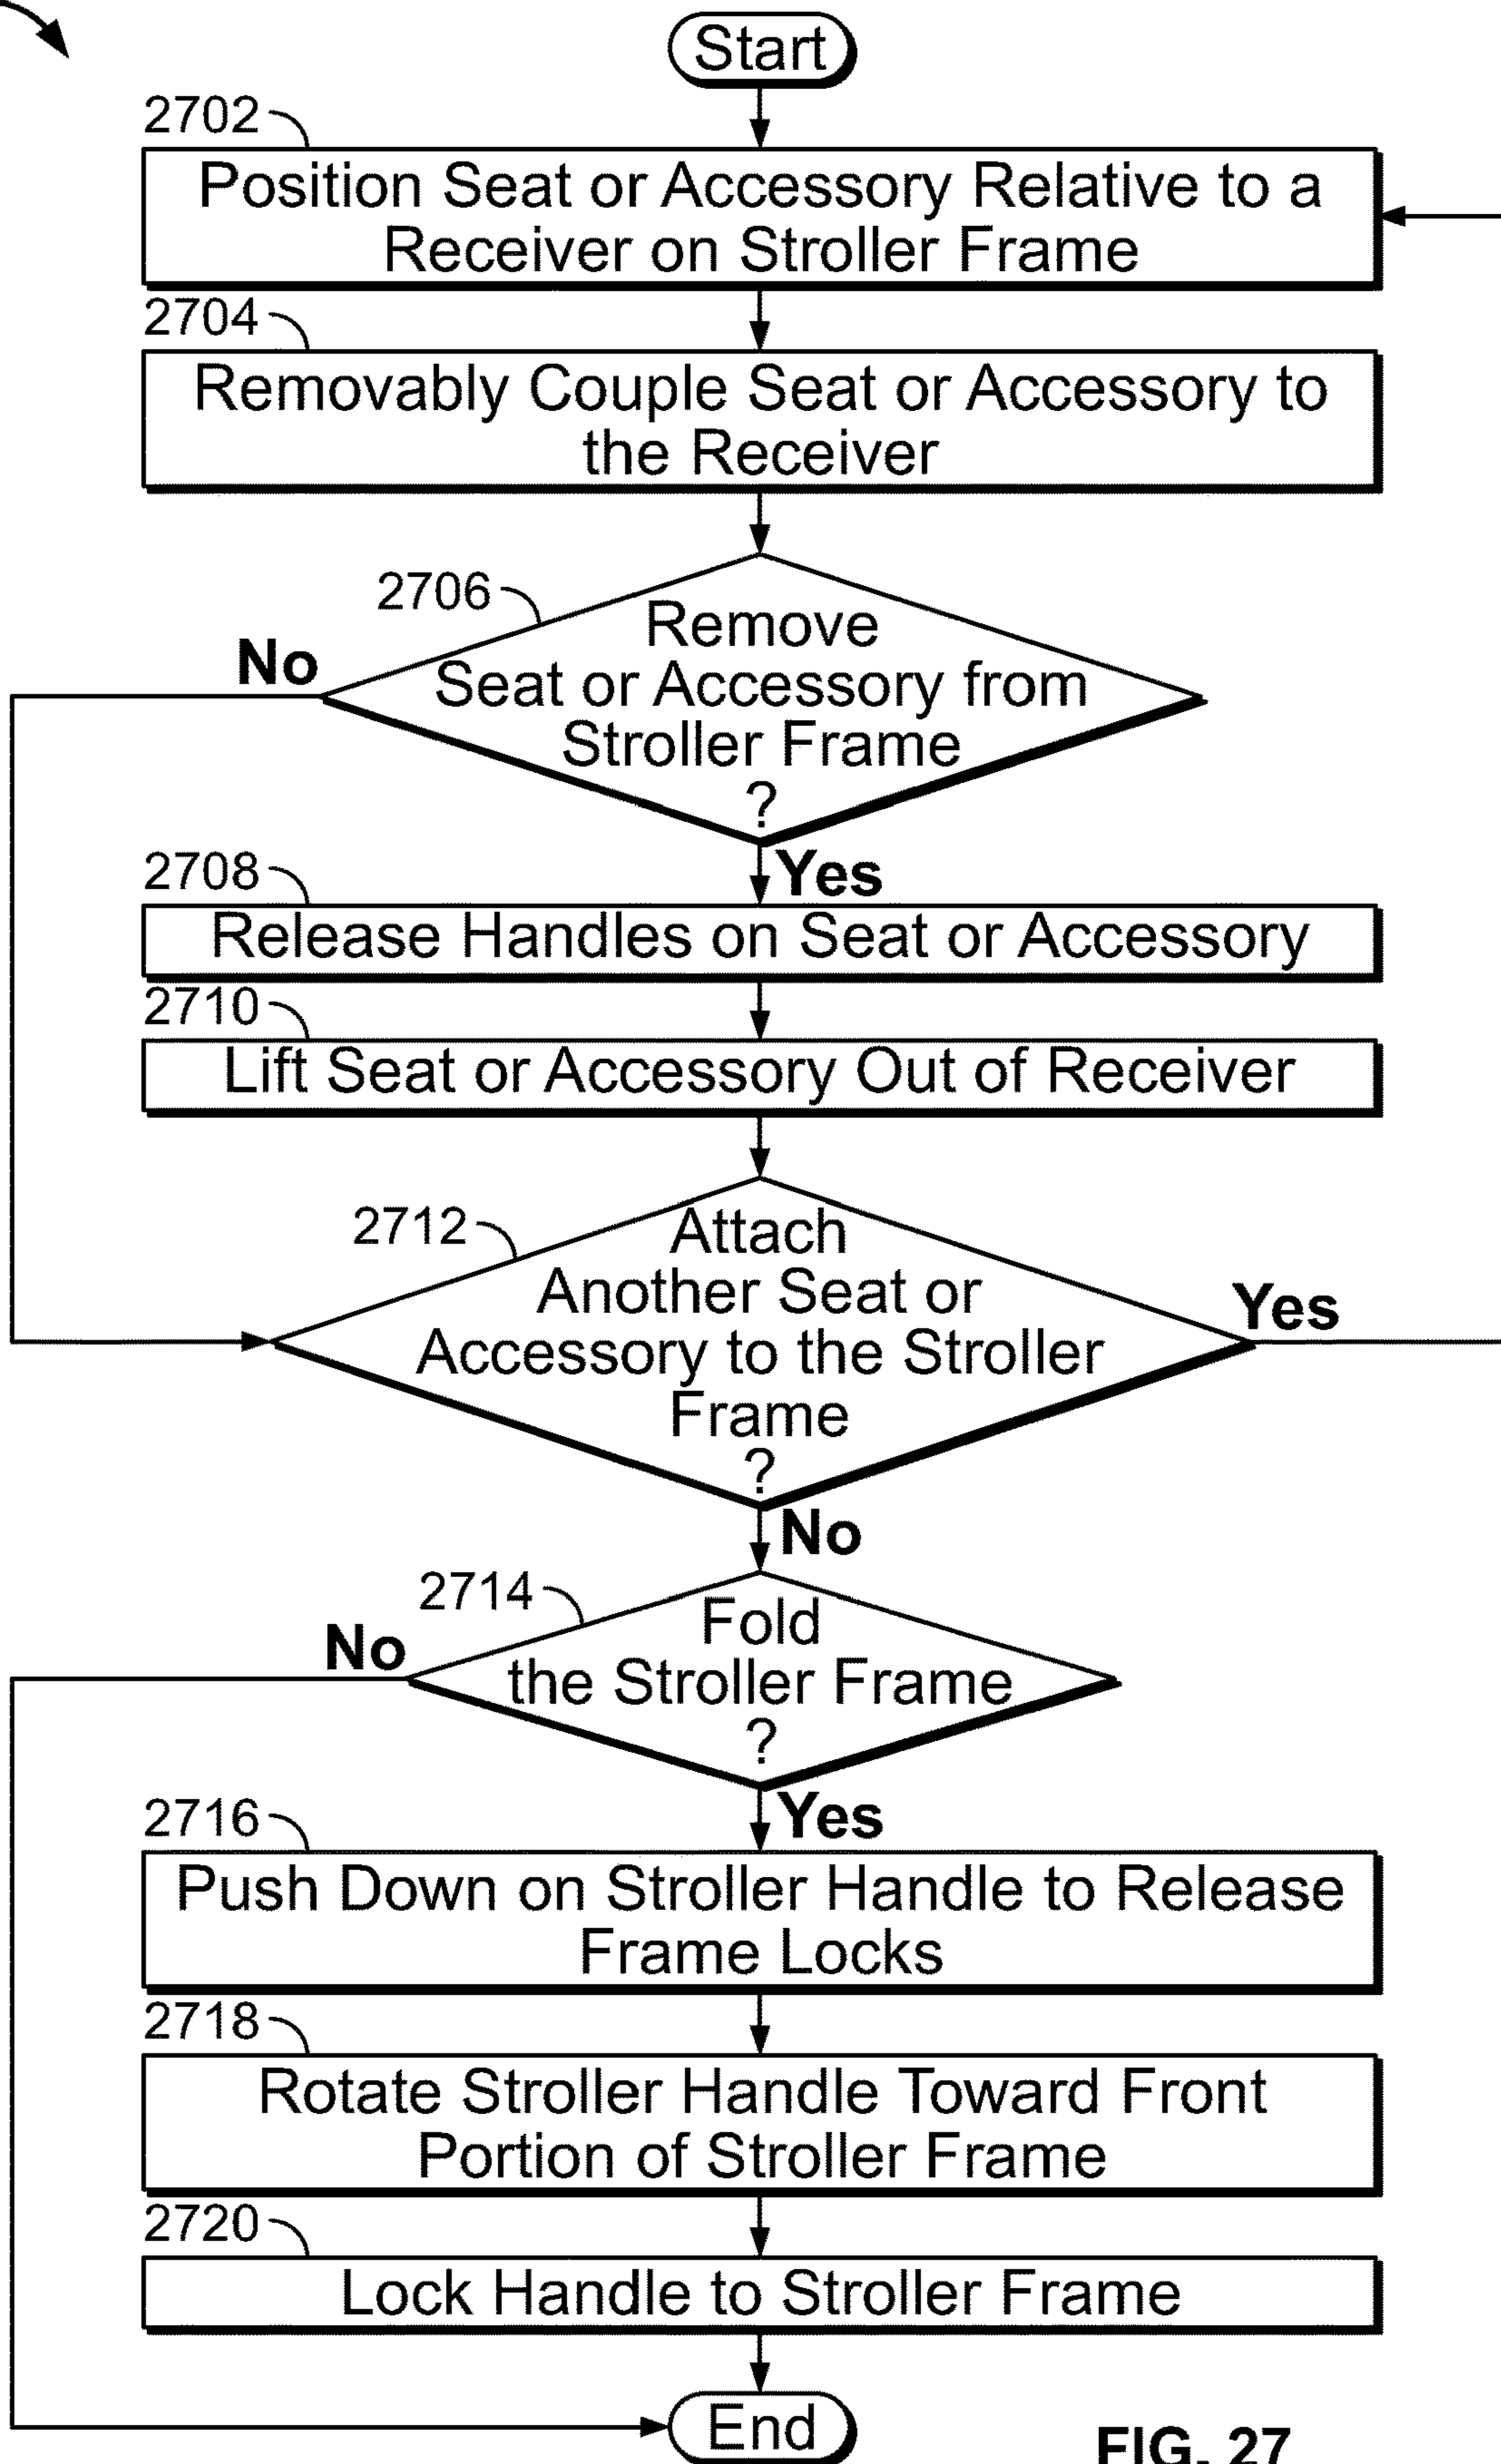 Start
2702
Position Seat or Accessory Relative to a
Receiver on Stroller Frame
2704
Removably Couple Seat or Accessory to
the Receiver
2706
Remove
Seat or Accessory from
Stroller Frame
?
No
Yes
2708
Release Handles on Seat or Accessory
2710
Lift Seat or Accessory Out of Receiver
2712
Attach
Another Seat or
Accessory to the Stroller
Frame
?
Yes
No
2714
Fold
the Stroller Frame
?
No
Yes
2716
Push Down on Stroller Handle to Release
Frame Locks
2718
Rotate Stroller Handle Toward Front
Portion of Stroller Frame
2720
Lock Handle to Stroller Frame
End
FIG. 27